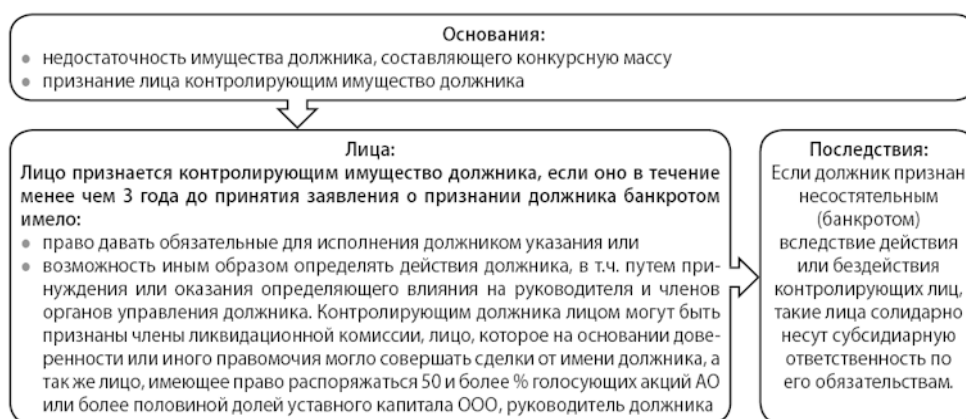 Основания:
● недостаточность имущества должника, составляющего конкурсную массу
● признание лица контролирующим имущество должника
Лица:
Лицо признается контролирующим имущество должника, если оно в течение
менее чем 3 года до принятия заявления о признании должника банкротом
имело:
● право давать обязательные для исполнения должником указания или
● возможность иным образом определять действия должника, в т.ч. путем при-
нуждения или оказания определяющего влияния на руководителя и членов
органов управления должника. Контролирующим должника лицом могут быть
признаны члены ликвидационной комиссии, лицо, которое на основании дове-
ренности или иного правомочия могло совершать сделки от имени должника, а
так же лицо, имеющее право распоряжаться 50 и более % голосующих акций АО
или более половиной долей уставного капитала ООО, руководитель должника
Последствия:
Если должник признан
несостятельным
(банкротом)
вследствие действия
или бездействия
контролирующих лиц,
такие лица солидарно
несут субсидиарную
ответственность по
его обязательствам.